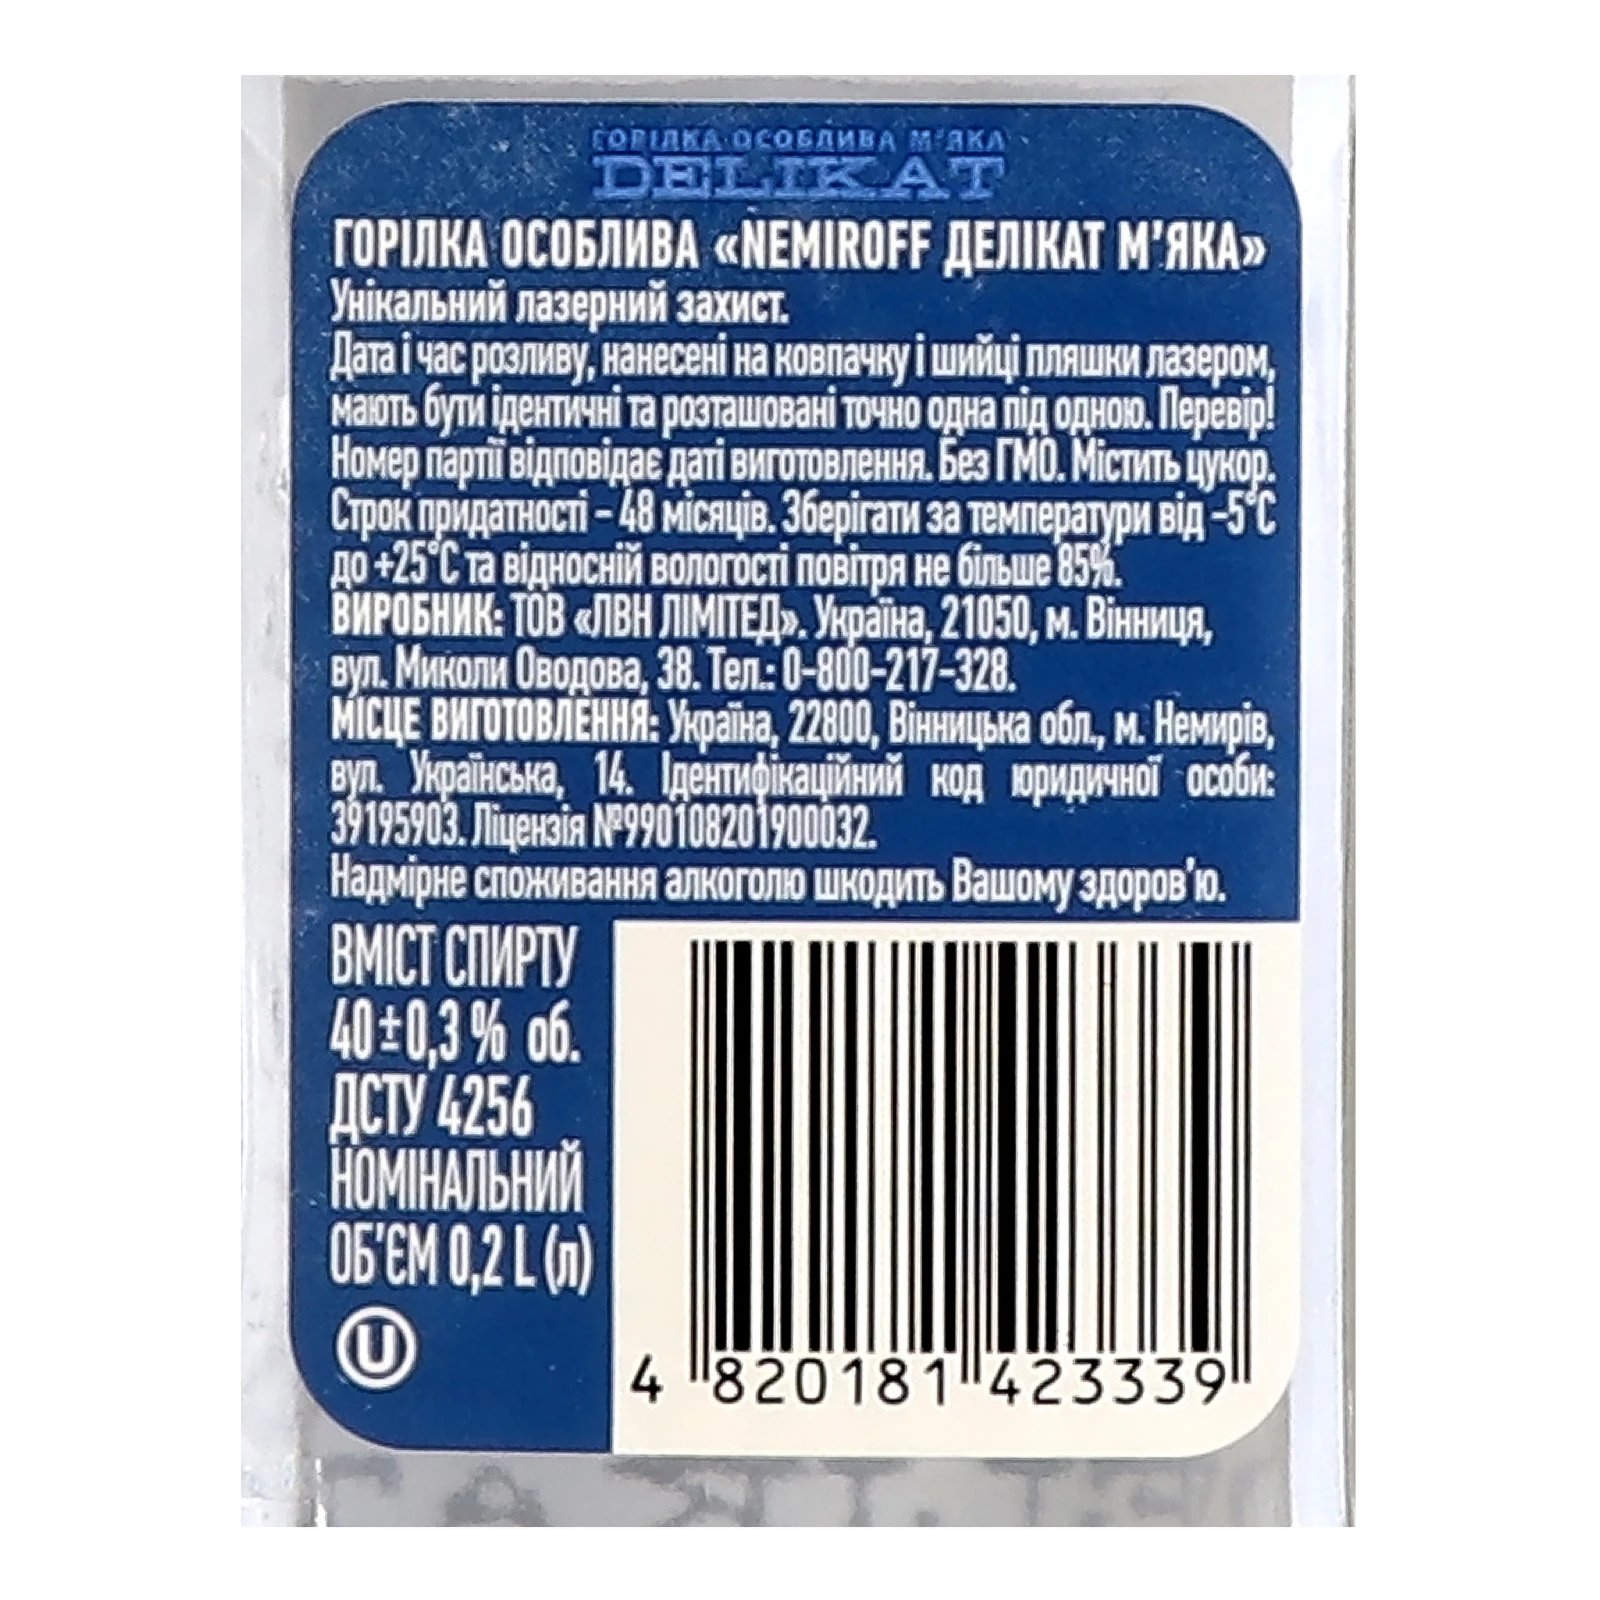 ГОРІЛКА ОСОБЛИВА М'ЯКА
DELIKAT
ГОРІЛКА ОСОБЛИВА «NEMIROFF ДЕЛІКАТ М'ЯКА»
Унікальний лазерний захист.
Дата і час розливу, нанесені на ковпачку і шийці пляшки лазером,
мають бути ідентичні та розташовані точно одна під одною. Перевір!
Номер партії відповідає даті виготовлення. Без ГМО. Містить цукор.
Строк придатності – 48 місяців. Зберігати за температури від –5°С
до +25°С та відносній вологості повітря не більше 85%.
ВИРОБНИК: ТОВ «ЛВН ЛІМІТЕД». Україна, 21050, м. Вінниця,
вул. Миколи Оводова, 38. Тел.: 0-800-217-328.
МІСЦЕ ВИГОТОВЛЕННЯ: Україна, 22800, Вінницька обл., м. Немирів,
вул. Українська, 14. Ідентифікаційний код юридичної особи:
39195903. Ліцензія №990108201900032.
Надмірне споживання алкоголю шкодить Вашому здоров'ю.
ВМІСТ СПИРТУ
40±0,3 % об.
ДСТУ 4256
НОМІНАЛЬНИЙ
ОБ'ЄМ 0,2 L (л)
U
4 820181 423339